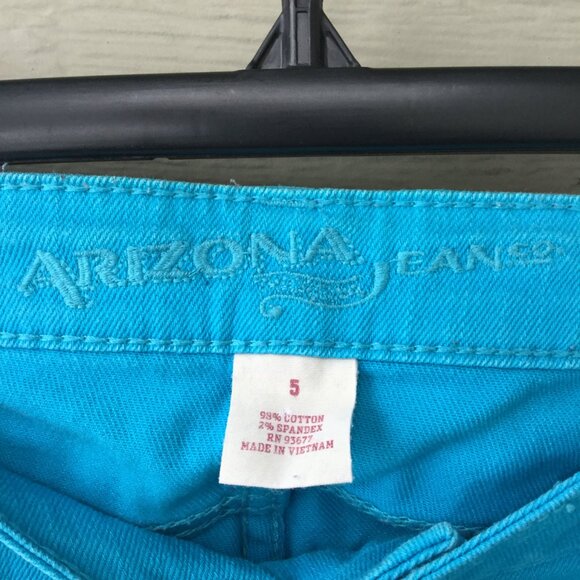 ARIZONA JEAN Co
5
98% COTTON
2% SPANDEX
RN 93677
MADE IN VIETNAM